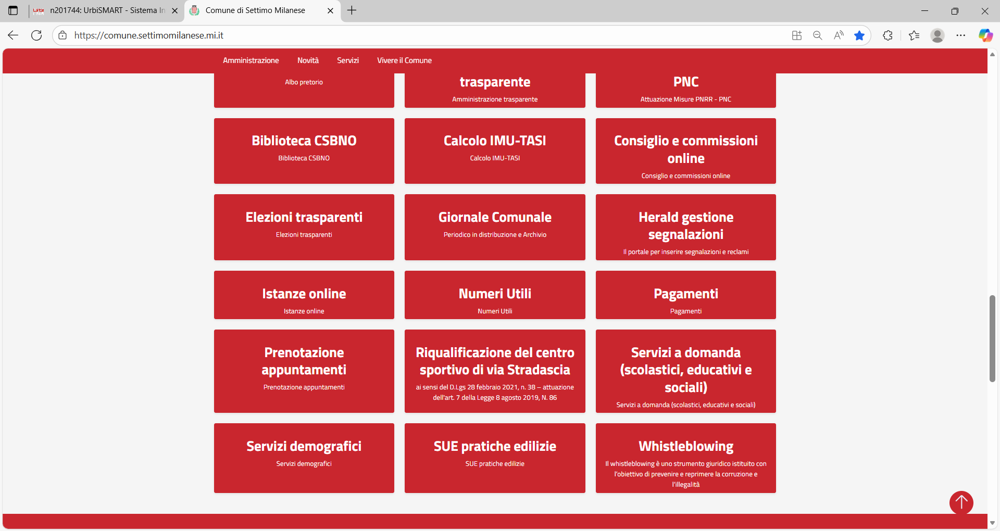 n201744: UrbiSMART - Sistema In
Comune di Settimo Milanese
https://comune.settimomilanese.mi.it
Amministrazione Novità Servizi Vivere il Comune
Albo pretorio
trasparente
Amministrazione trasparente
PNC
Attuazione Misure PNRR - PNC
Biblioteca CSBNO
Biblioteca CSBNO
Calcolo IMU-TASI
Calcolo IMU-TASI
Consiglio e commissioni
online
Consiglio e commissioni online
Elezioni trasparenti
Elezioni trasparenti
Giornale Comunale
Periodico in distribuzione e Archivio
Herald gestione
segnalazioni
Il portale per inserire segnalazioni e reclami
Istanze online
Istanze online
Numeri Utili
Numeri Utili
Pagamenti
Pagamenti
Prenotazione
appuntamenti
Prenotazione appuntamenti
Riqualificazione del centro
sportivo di via Stradascia
ai sensi del D.Lgs 28 febbraio 2021, n. 38 – attuazione
dell'art. 7 della Legge 8 agosto 2019, N. 86
Servizi a domanda
(scolastici, educativi e
sociali)
Servizi a domanda (scolastici, educativi e sociali)
Servizi demografici
Servizi demografici
SUE pratiche edilizie
SUE pratiche edilizie
Whistleblowing
Il whistleblowing è uno strumento giuridico istituito con
l'obiettivo di prevenire e reprimere la corruzione e
l'illegalità